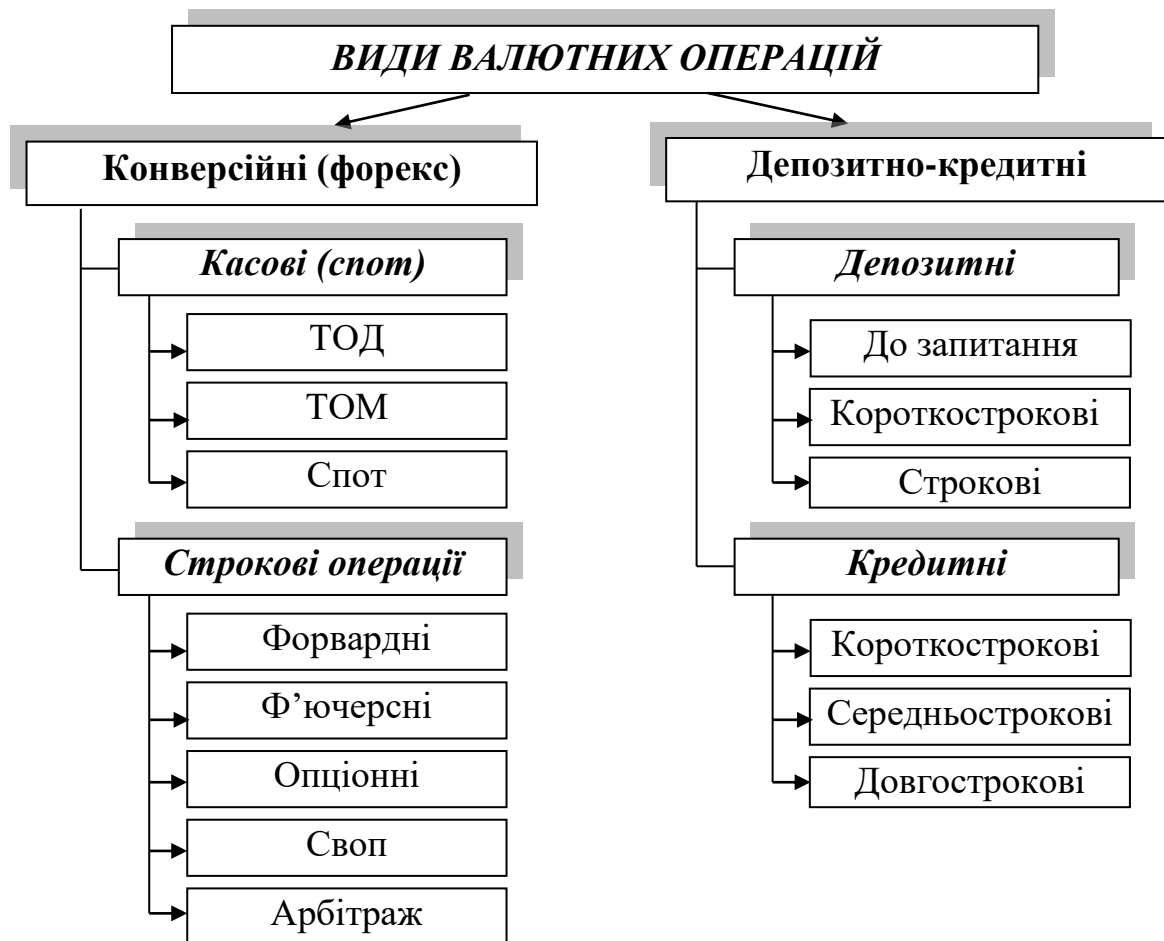 ВИДИ ВАЛЮТНИХ ОПЕРАЦІЙ
Конверсійні (форекс)
Касові (спот)
ТОД
ТОМ
Спот
Строкові операції
Форвардні
Ф’ючерсні
Опціонні
Своп
Арбітраж
Депозитно-кредитні
Депозитні
До запитання
Короткострокові
Строкові
Кредитні
Короткострокові
Середньострокові
Довгострокові